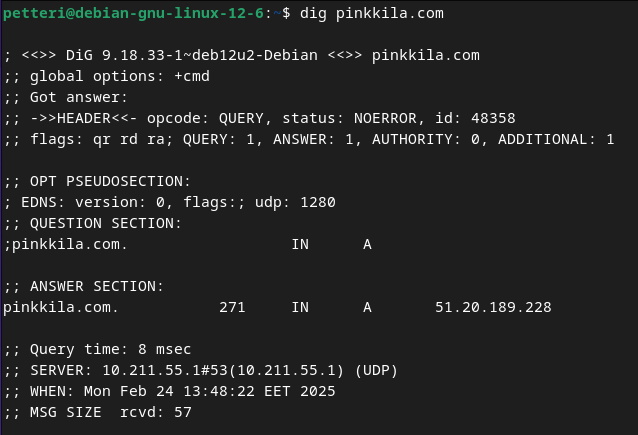 petteri@debian-gnu-linux-12-6:~$ dig pinkkila.com
; <<>> DiG 9.18.33-1~deb12u2-Debian <<>> pinkkila.com
;; global options: +cmd
;; Got answer:
;; ->>HEADER<<- opcode: QUERY, status: NOERROR, id: 48358
;; flags: qr rd ra; QUERY: 1, ANSWER: 1, AUTHORITY: 0, ADDITIONAL: 1
;; OPT PSEUDOSECTION:
; EDNS: version: 0, flags:; udp: 1280
;; QUESTION SECTION:
;pinkkila.com. IN A
;; ANSWER SECTION:
pinkkila.com. 271 IN A 51.20.189.228
;; Query time: 8 msec
;; SERVER: 10.211.55.1#53(10.211.55.1) (UDP)
;; WHEN: Mon Feb 24 13:48:22 EET 2025
;; MSG SIZE  rcvd: 57